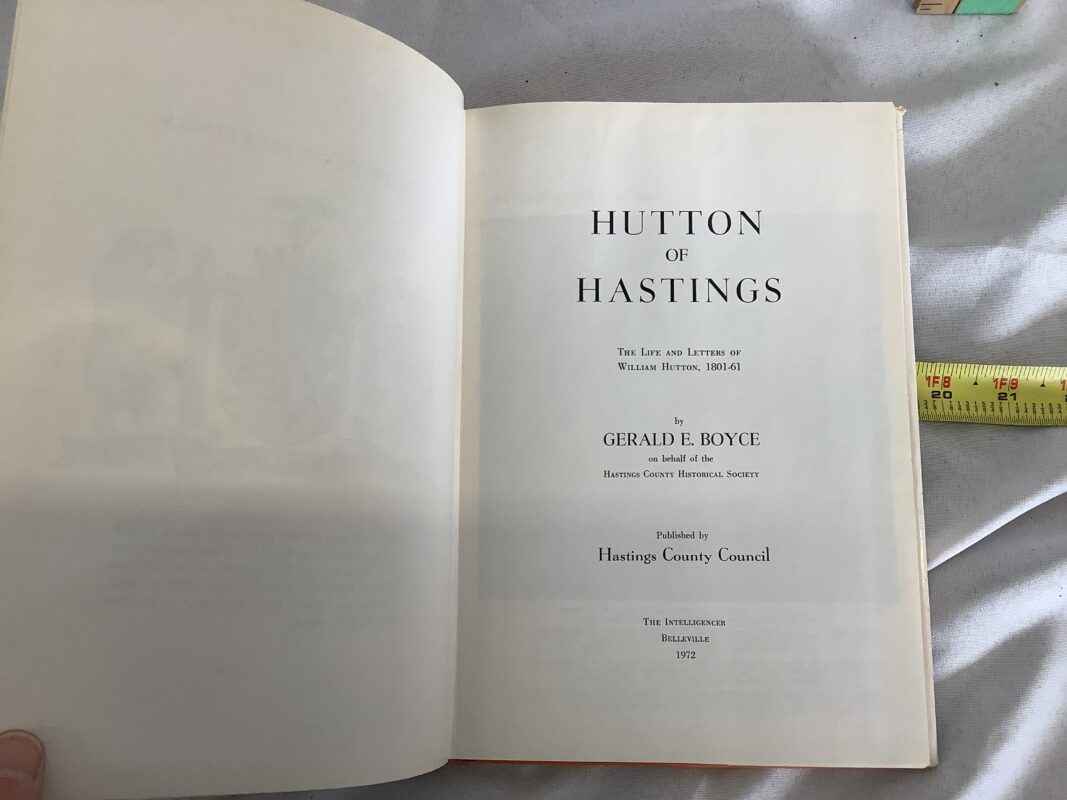 HUTTON
OF
HASTINGS
THE LIFE AND LETTERS OF
WILLIAM HUTTON, 1801-61
by
GERALD E. BOYCE
on behalf of the
HASTINGS COUNTY HISTORICAL SOCIETY
Published by
Hastings County Council
THE INTELLIGENCER
BELLEVILLE
1972
1F8 1F9
20 21